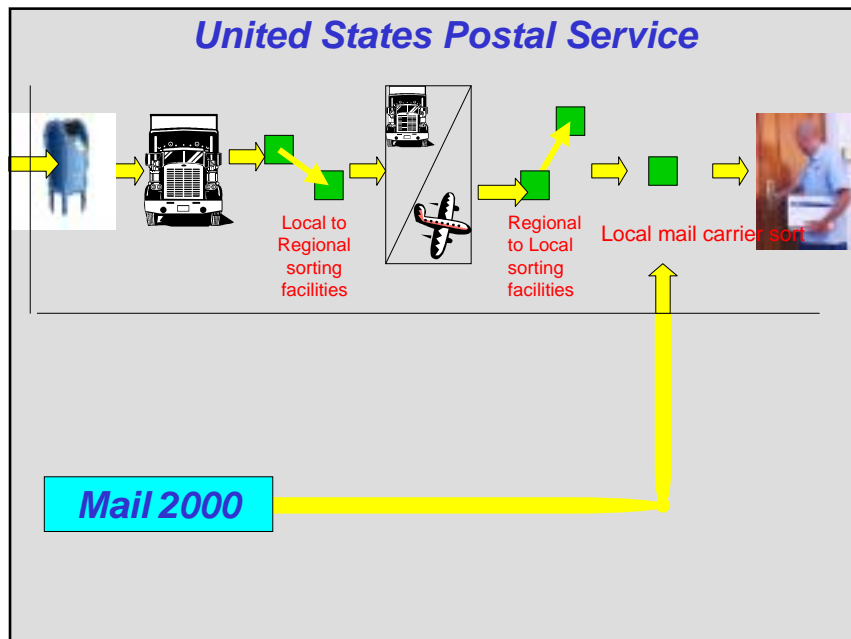 United States Postal Service
Local to
Regional
sorting
facilities
Regional
to Local
sorting
facilities
Local mail carrier sort
Mail 2000